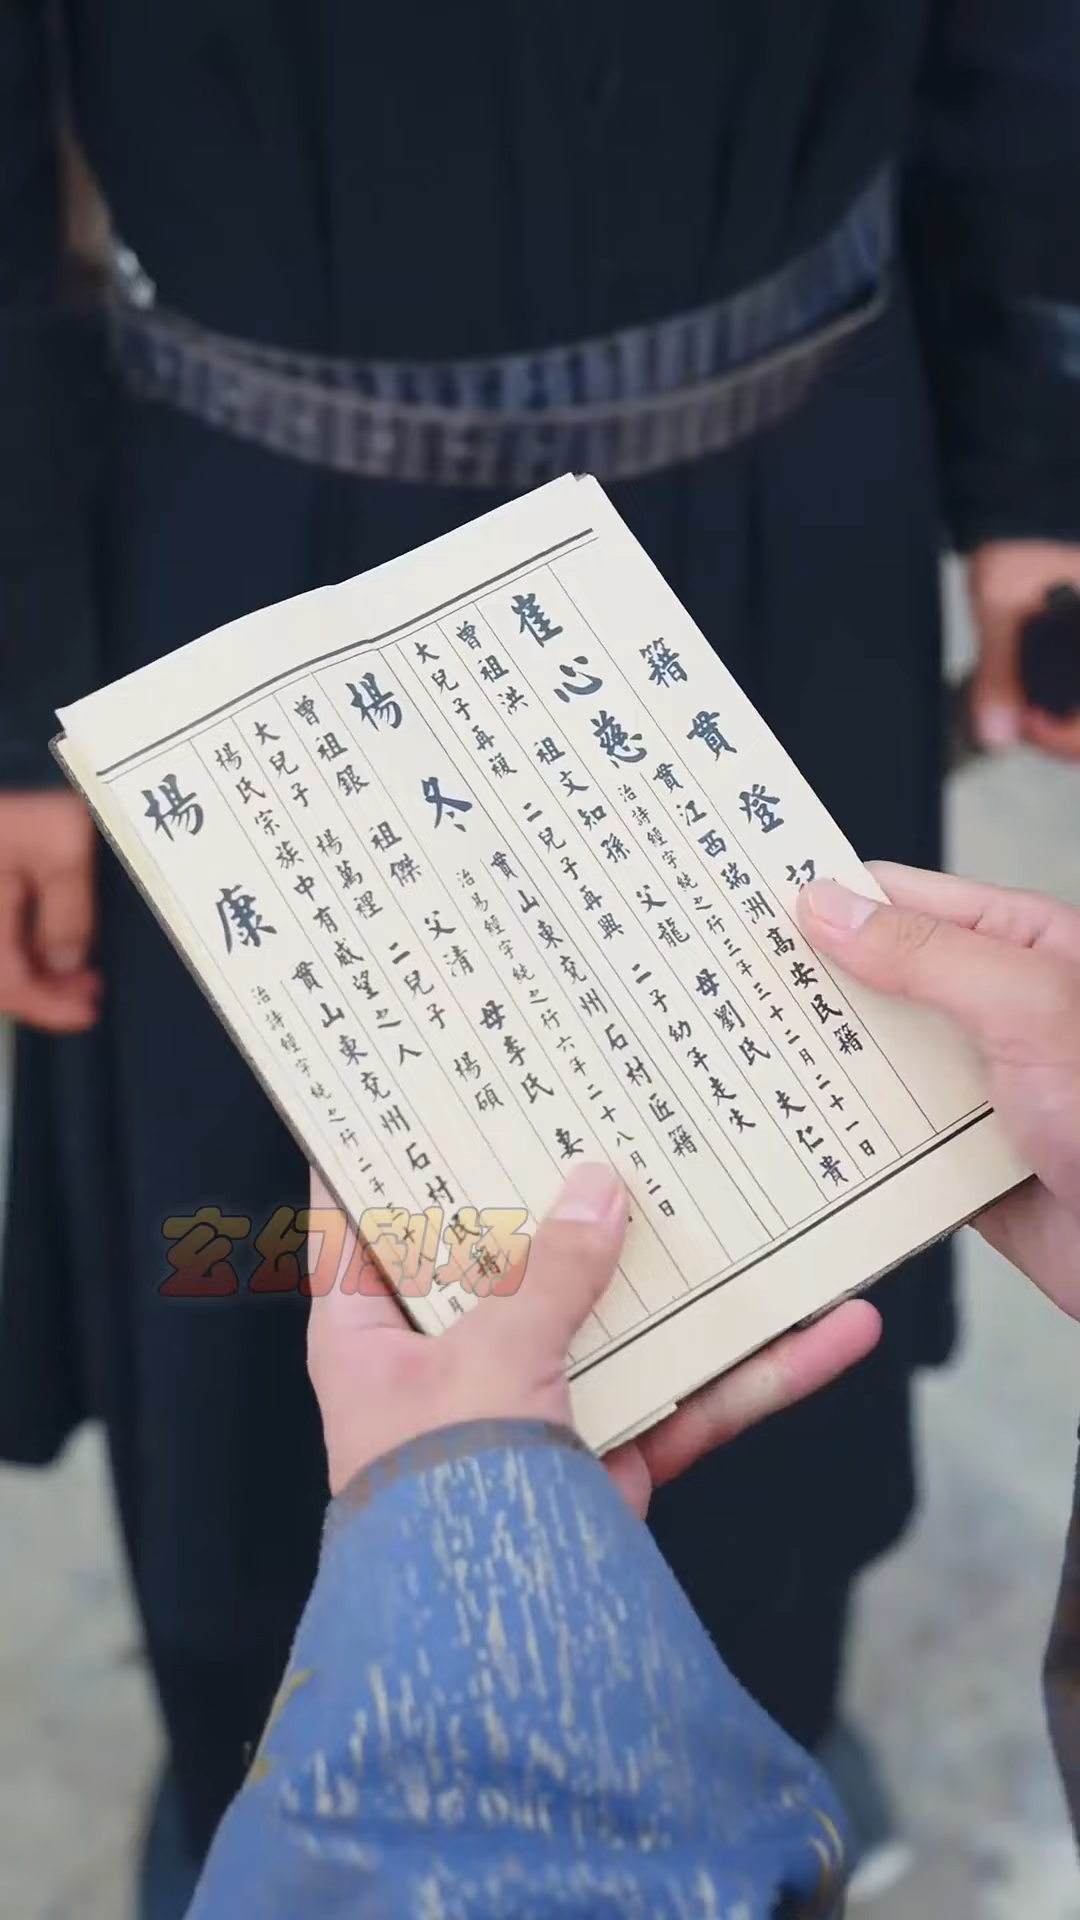 籍貫登記
崔心慈
貫江西瑞洲高安民籍
治詩經字純之行三年三十二月二十一日
曾祖洪 祖文知孫 父龍 母劉氏 夫仁貴
大兒子再複 二兒子再興 二子幼年走失
楊冬
貫山東兗州石村匠籍
治易經字純之行六年二十八月二日
曾祖銀 祖傑 父清 母李氏 妻
大兒子 楊萬裡 二兒子 楊碩
楊氏宗族中有威望之人
楊康
貫山東兗州石村民籍
治詩經字純之行二年三十八三月
玄幻剧场